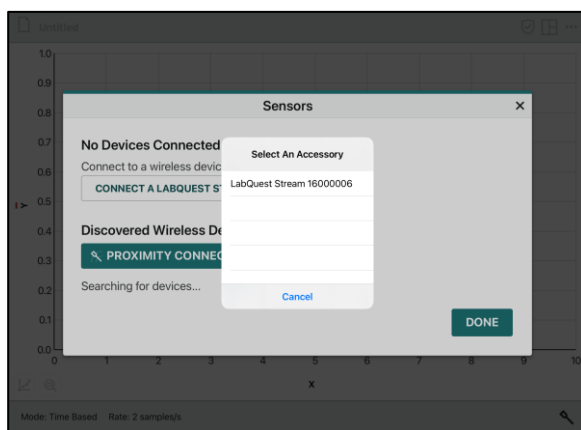 Untitled
1.0
0.9
Sensors
0.8
0.7
No Devices Connected
Select An Accessory
Connect to a wireless devic
0.6
CONNECT A LABQUEST ST
LabQuest Stream 16000006
0.5
Y
0.4
Discovered Wireless De
0.3
PROXIMITY CONNEC
0.2
Searching for devices...
Cancel
0.1
DONE
0.0
0 1 2 3 4 5 6 7 8 9 10
X
Mode: Time Based Rate: 2 samples/s